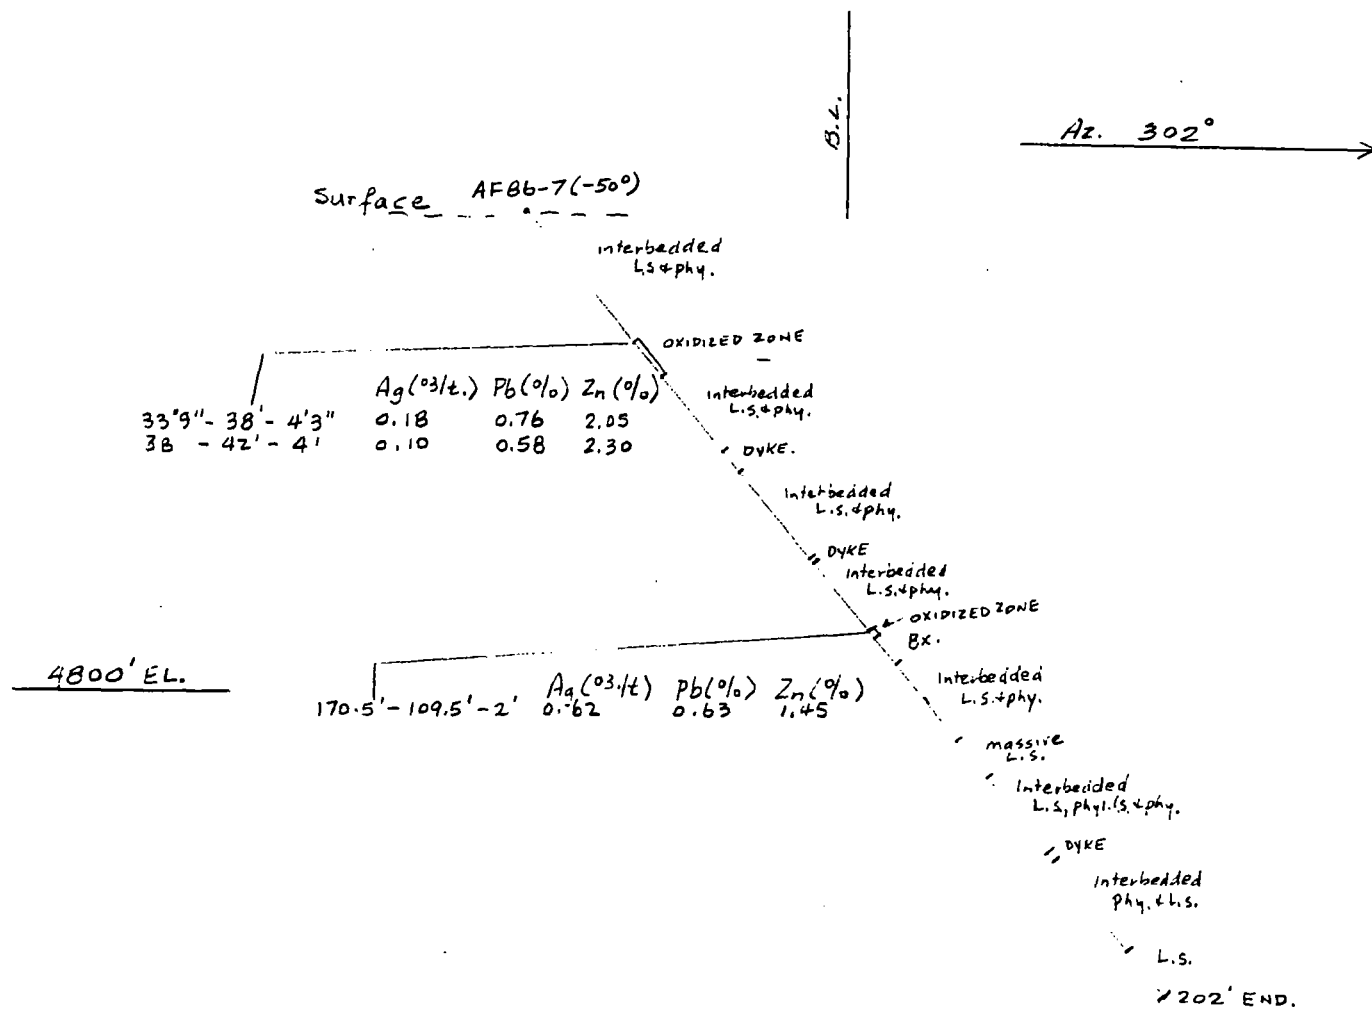 B.L.
Az. 302°
Surface AF86-7 (-50°)
Interbedded
L.S & phy.
OXIDIZED ZONE
Ag (oz/t.) Pb (%) Zn (%)
33'9" - 38' - 4'3" 0.18 0.76 2.05
38 - 42' - 4' 0.10 0.58 2.30
Interbedded
L.S. & phy.
DYKE.
Interbedded
L.S. & phy.
DYKE
Interbedded
L.S. & phy.
OXIDIZED ZONE
Bx.
4800' EL.
Ag (oz./t) Pb (%) Zn (%)
170.5' - 109.5' - 2' 0.62 0.63 1.45
Interbedded
L.S. & phy.
massive
L.S.
Interbedded
L.S, phyl. & phy.
DYKE
Interbedded
Phy. & L.S.
L.S.
202' END.